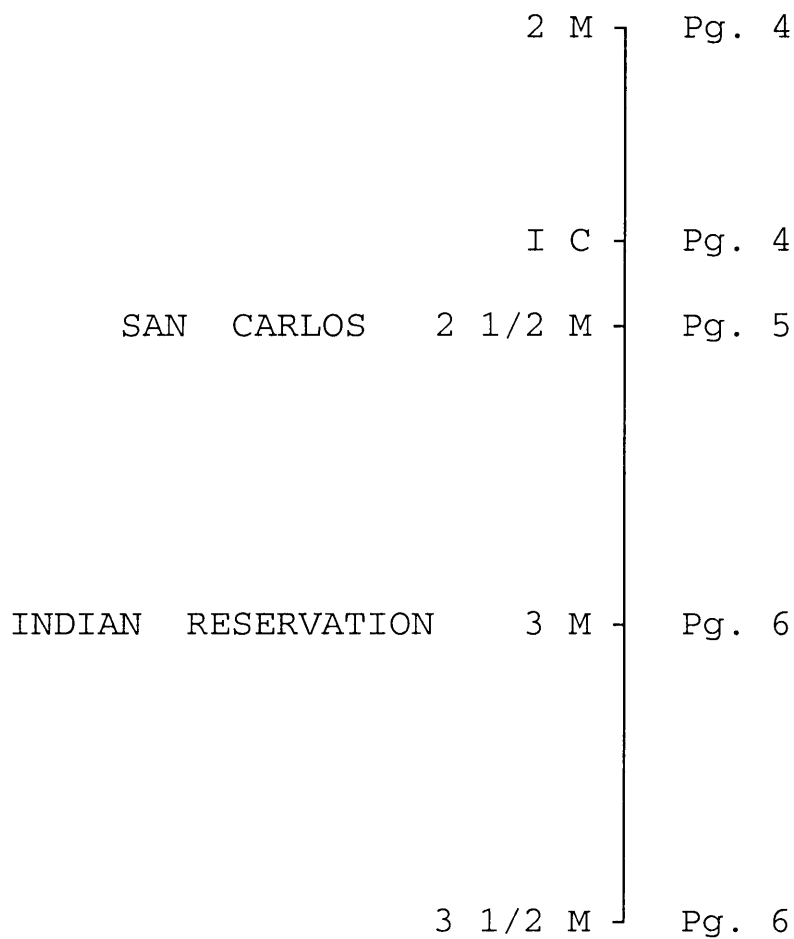 2 M Pg. 4
I C Pg. 4
SAN CARLOS 2 1/2 M Pg. 5
INDIAN RESERVATION 3 M Pg. 6
3 1/2 M Pg. 6